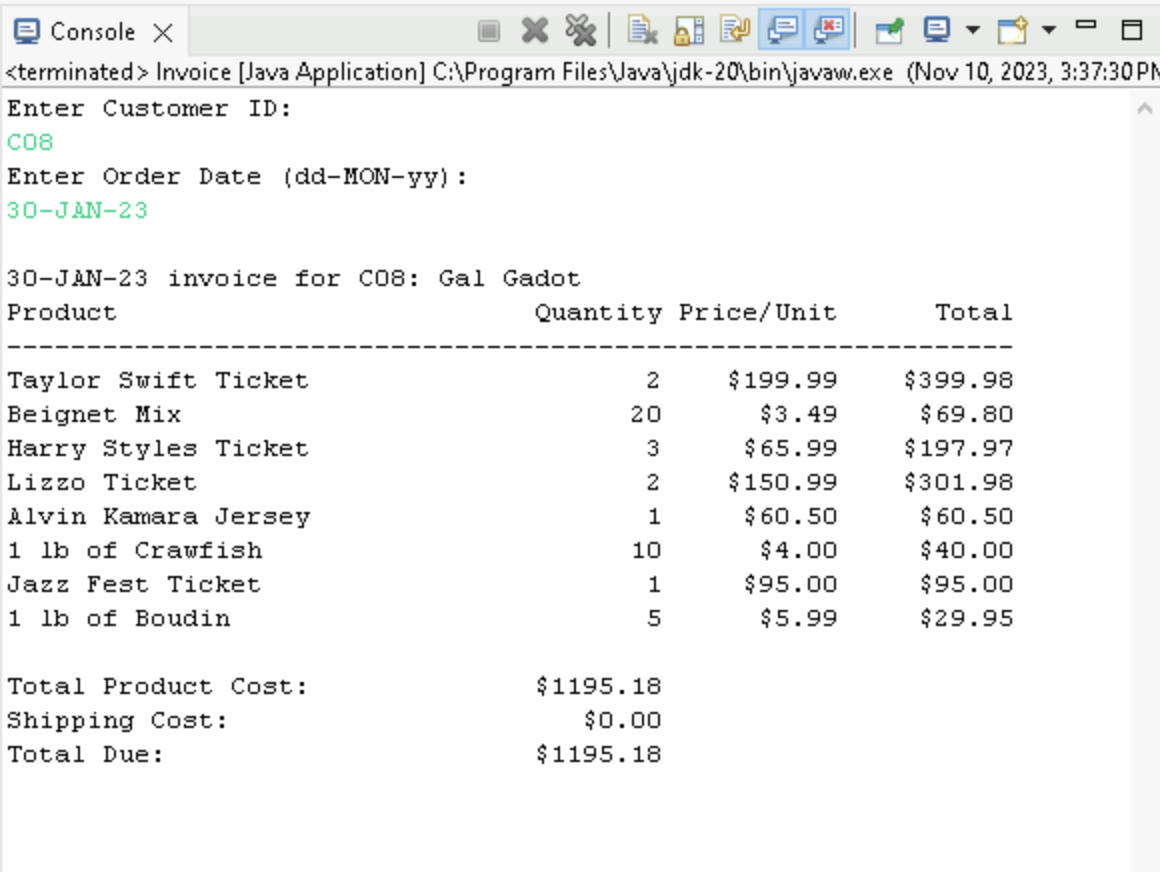 Console
<terminated> Invoice [Java Application] C:\Program Files\Java\jdk-20\bin\javaw.exe (Nov 10, 2023, 3:37:30 PM
Enter Customer ID:
C08
Enter Order Date (dd-MON-yy):
30-JAN-23
30-JAN-23 invoice for C08: Gal Gadot
Product Quantity Price/Unit Total
---------------------------------------------------------------
Taylor Swift Ticket 2 $199.99 $399.98
Beignet Mix 20 $3.49 $69.80
Harry Styles Ticket 3 $65.99 $197.97
Lizzo Ticket 2 $150.99 $301.98
Alvin Kamara Jersey 1 $60.50 $60.50
1 lb of Crawfish 10 $4.00 $40.00
Jazz Fest Ticket 1 $95.00 $95.00
1 lb of Boudin 5 $5.99 $29.95
Total Product Cost: $1195.18
Shipping Cost: $0.00
Total Due: $1195.18